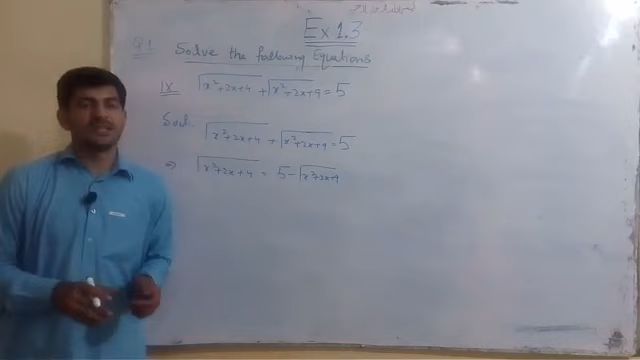 Ex 1.3
Q1 Solve the following Equations
ix √x²+2x+4 + √x²+2x+9 = 5
Sol: √x²+2x+4 + √x²+2x+9 = 5
⇒ √x²+2x+4 = 5 - √x²+2x+9